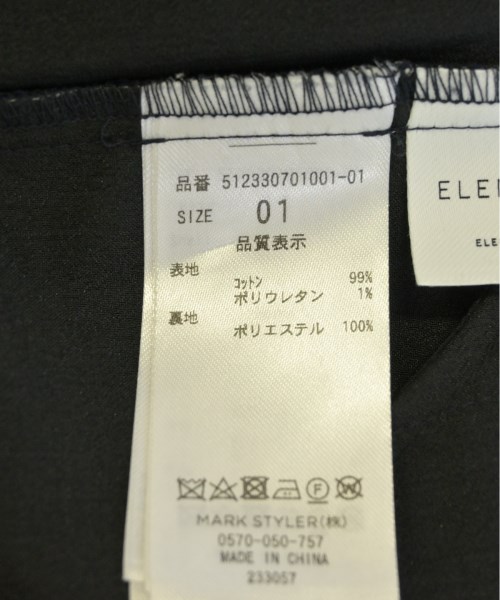 品番 512330701001-01
SIZE 01
品質表示
表地 コットン 99%
ポリウレタン 1%
裏地 ポリエステル 100%
MARK STYLER(株)
0570-050-757
MADE IN CHINA
233057
ELE